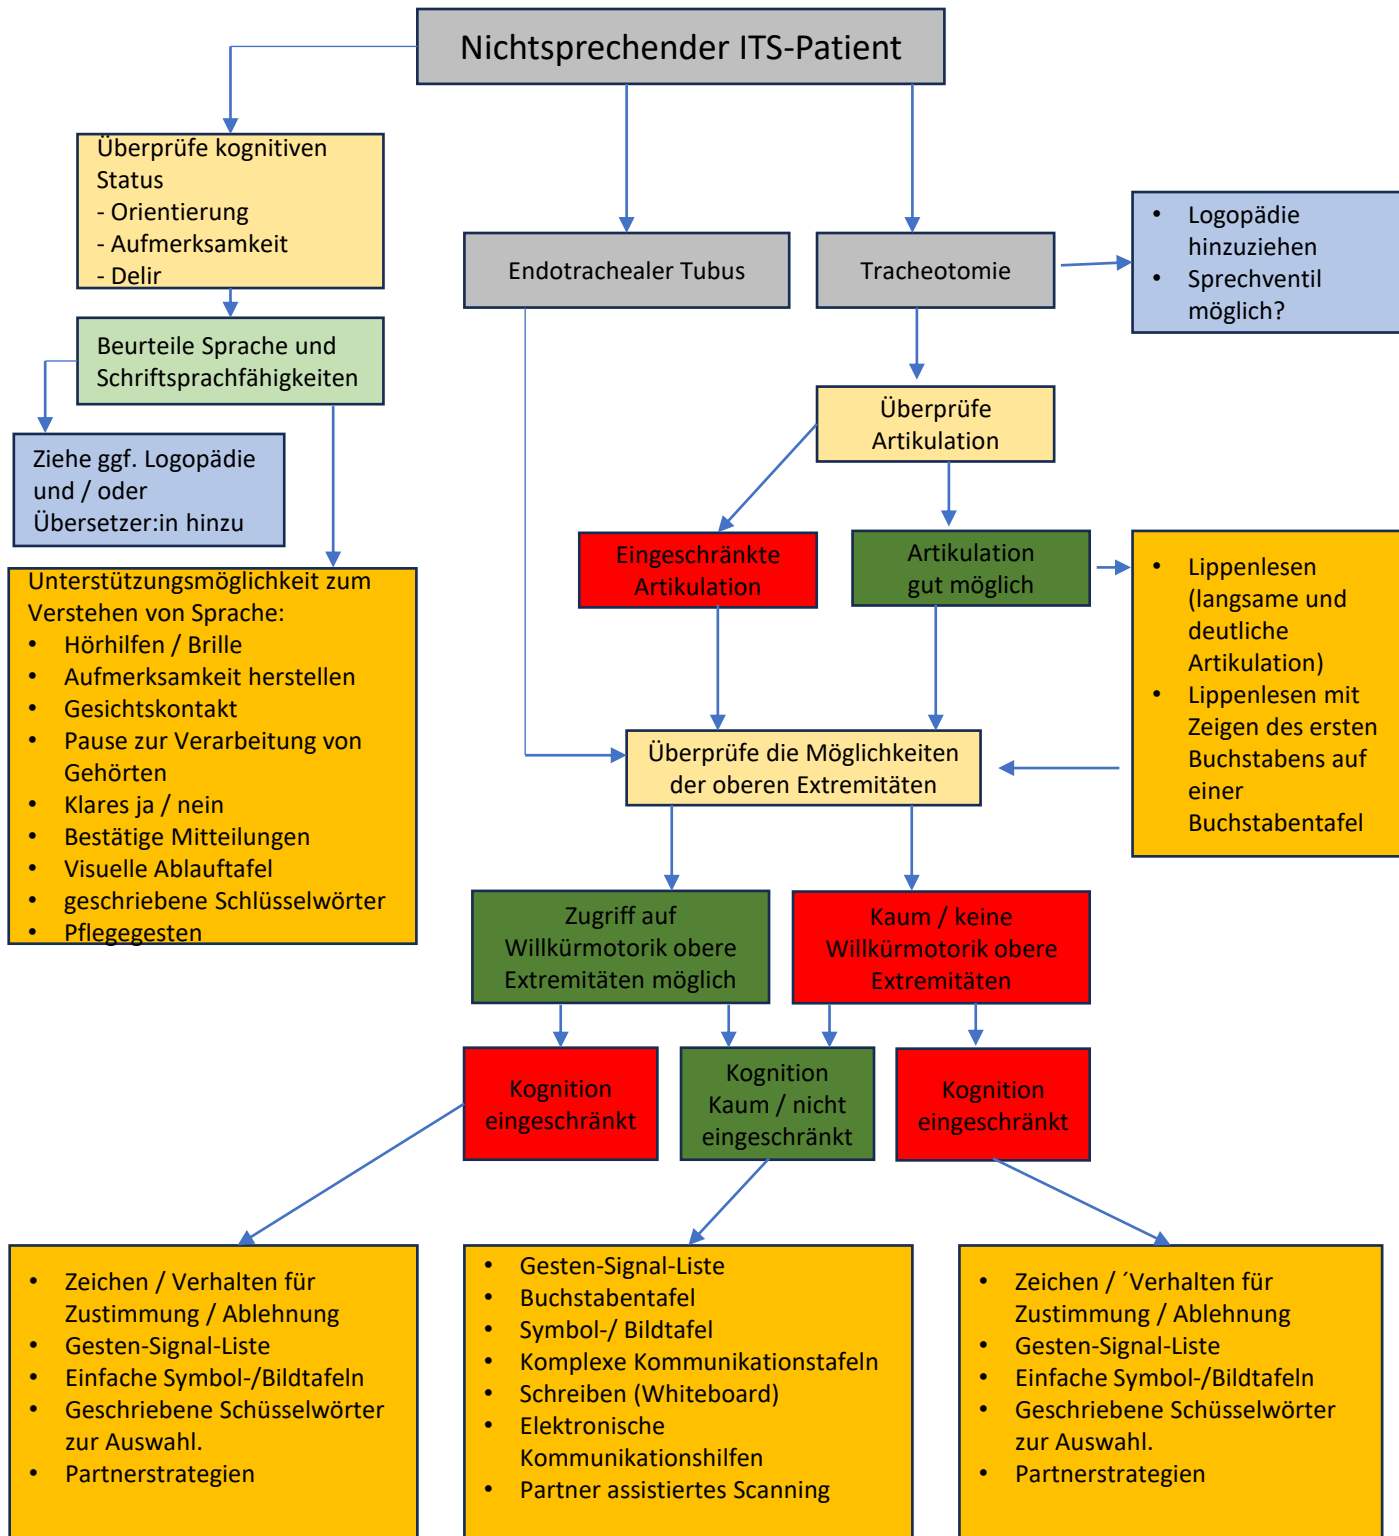 Nichtsprechender ITS-Patient
Überprüfe kognitiven
Status
- Orientierung
- Aufmerksamkeit
- Delir
Endotrachealer Tubus
Tracheotomie
• Logopädie
hinzuziehen
• Sprechventil
möglich?
Beurteile Sprache und
Schriftsprachfähigkeiten
Überprüfe
Artikulation
Ziehe ggf. Logopädie
und / oder
Übersetzer:in hinzu
Eingeschränkte
Artikulation
Artikulation
gut möglich
• Lippenlesen
(langsame und
deutliche
Artikulation)
• Lippenlesen mit
Zeigen des ersten
Buchstabens auf
einer
Buchstabentafel
Unterstützungsmöglichkeit zum
Verstehen von Sprache:
• Hörhilfen / Brille
• Aufmerksamkeit herstellen
• Gesichtskontakt
• Pause zur Verarbeitung von
Gehörten
• Klares ja / nein
• Bestätige Mitteilungen
• Visuelle Ablauftafel
• geschriebene Schlüsselwörter
• Pflegegesten
Überprüfe die Möglichkeiten
der oberen Extremitäten
Zugriff auf
Willkürmotorik obere
Extremitäten möglich
Kaum / keine
Willkürmotorik obere
Extremitäten
Kognition
eingeschränkt
Kognition
Kaum / nicht
eingeschränkt
Kognition
eingeschränkt
• Zeichen / Verhalten für
Zustimmung / Ablehnung
• Gesten-Signal-Liste
• Einfache Symbol-/Bildtafeln
• Geschriebene Schüsselwörter
zur Auswahl.
• Partnerstrategien
• Gesten-Signal-Liste
• Buchstabentafel
• Symbol-/ Bildtafel
• Komplexe Kommunikationstafeln
• Schreiben (Whiteboard)
• Elektronische
Kommunikationshilfen
• Partner assistiertes Scanning
• Zeichen / ´Verhalten für
Zustimmung / Ablehnung
• Gesten-Signal-Liste
• Einfache Symbol-/Bildtafeln
• Geschriebene Schüsselwörter
zur Auswahl.
• Partnerstrategien